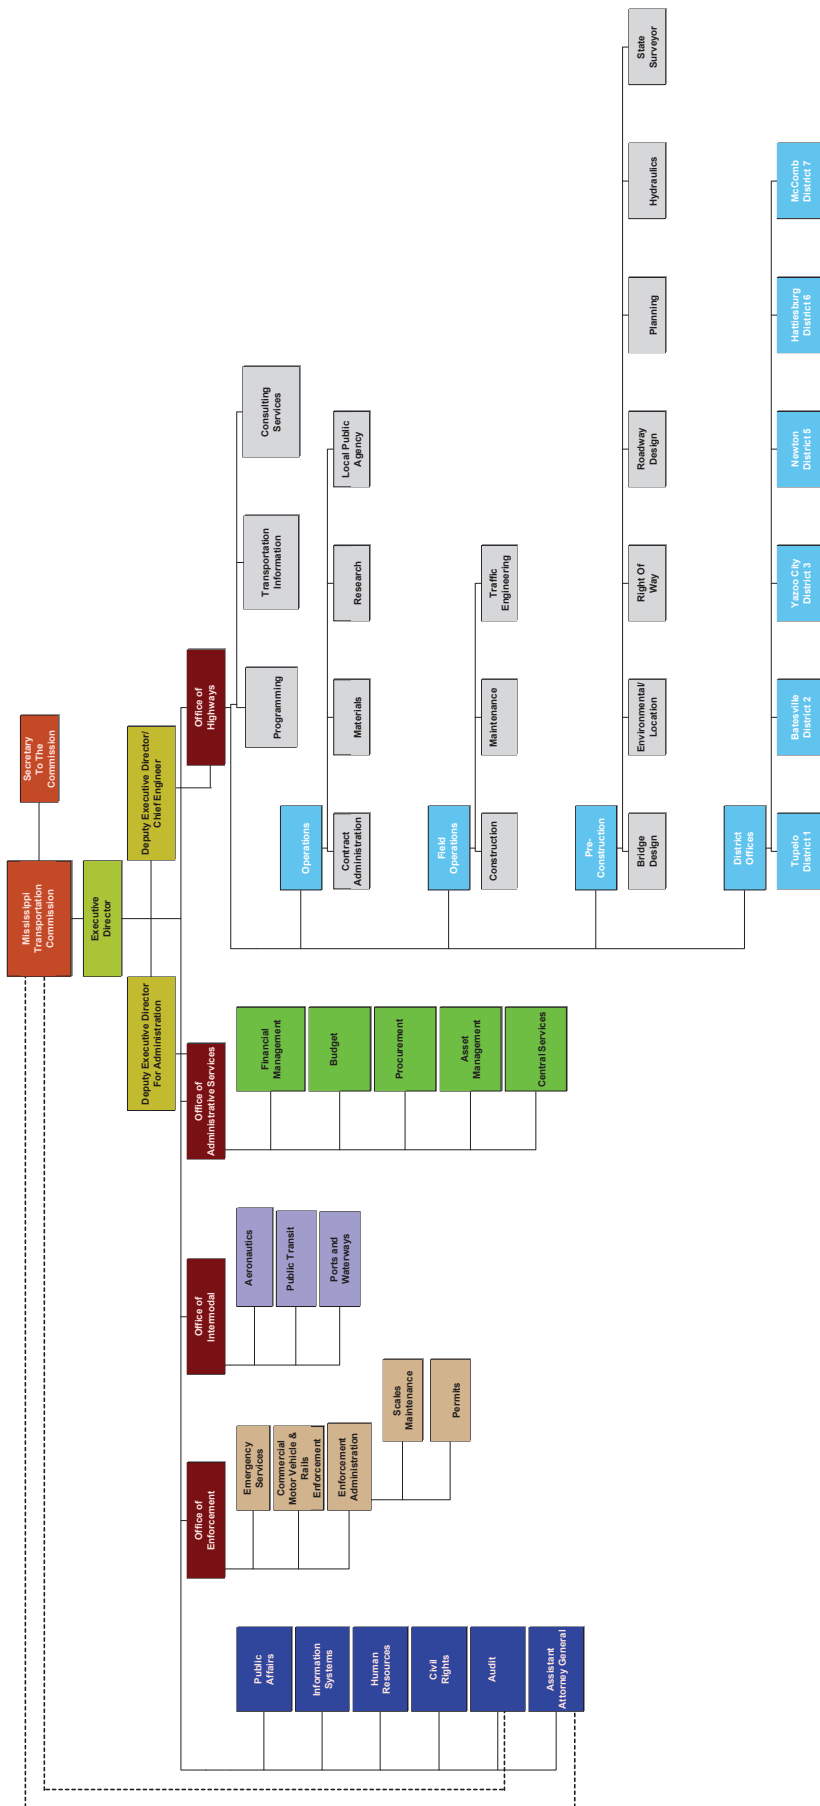 Mississippi
Transportation
Commission
Secretary
To The
Commission
Executive
Director
Deputy Executive Director
For Administration
Deputy Executive Director/
Chief Engineer
Office of
Enforcement
Office of
Intermodal
Office of
Administrative Services
Office of
Highways
Public
Affairs
Information
Systems
Human
Resources
Civil
Rights
Audit
Assistant
Attorney General
Emergency
Services
Commercial
Motor Vehicle &
Rails
Enforcement
Enforcement
Administration
Scales
Maintenance
Permits
Aeronautics
Public Transit
Ports and
Waterways
Financial
Management
Budget
Procurement
Asset
Management
Central Services
Programming
Transportation
Information
Consulting
Services
Operations
Contract
Administration
Materials
Research
Local Public
Agency
Field
Operations
Construction
Maintenance
Traffic
Engineering
Pre-
Construction
Bridge
Design
Environmental/
Location
Right Of
Way
Roadway
Design
Planning
Hydraulics
State
Surveyor
District
Offices
Tupelo
District 1
Batesville
District 2
Yazoo City
District 3
Newton
District 5
Hattiesburg
District 6
McComb
District 7